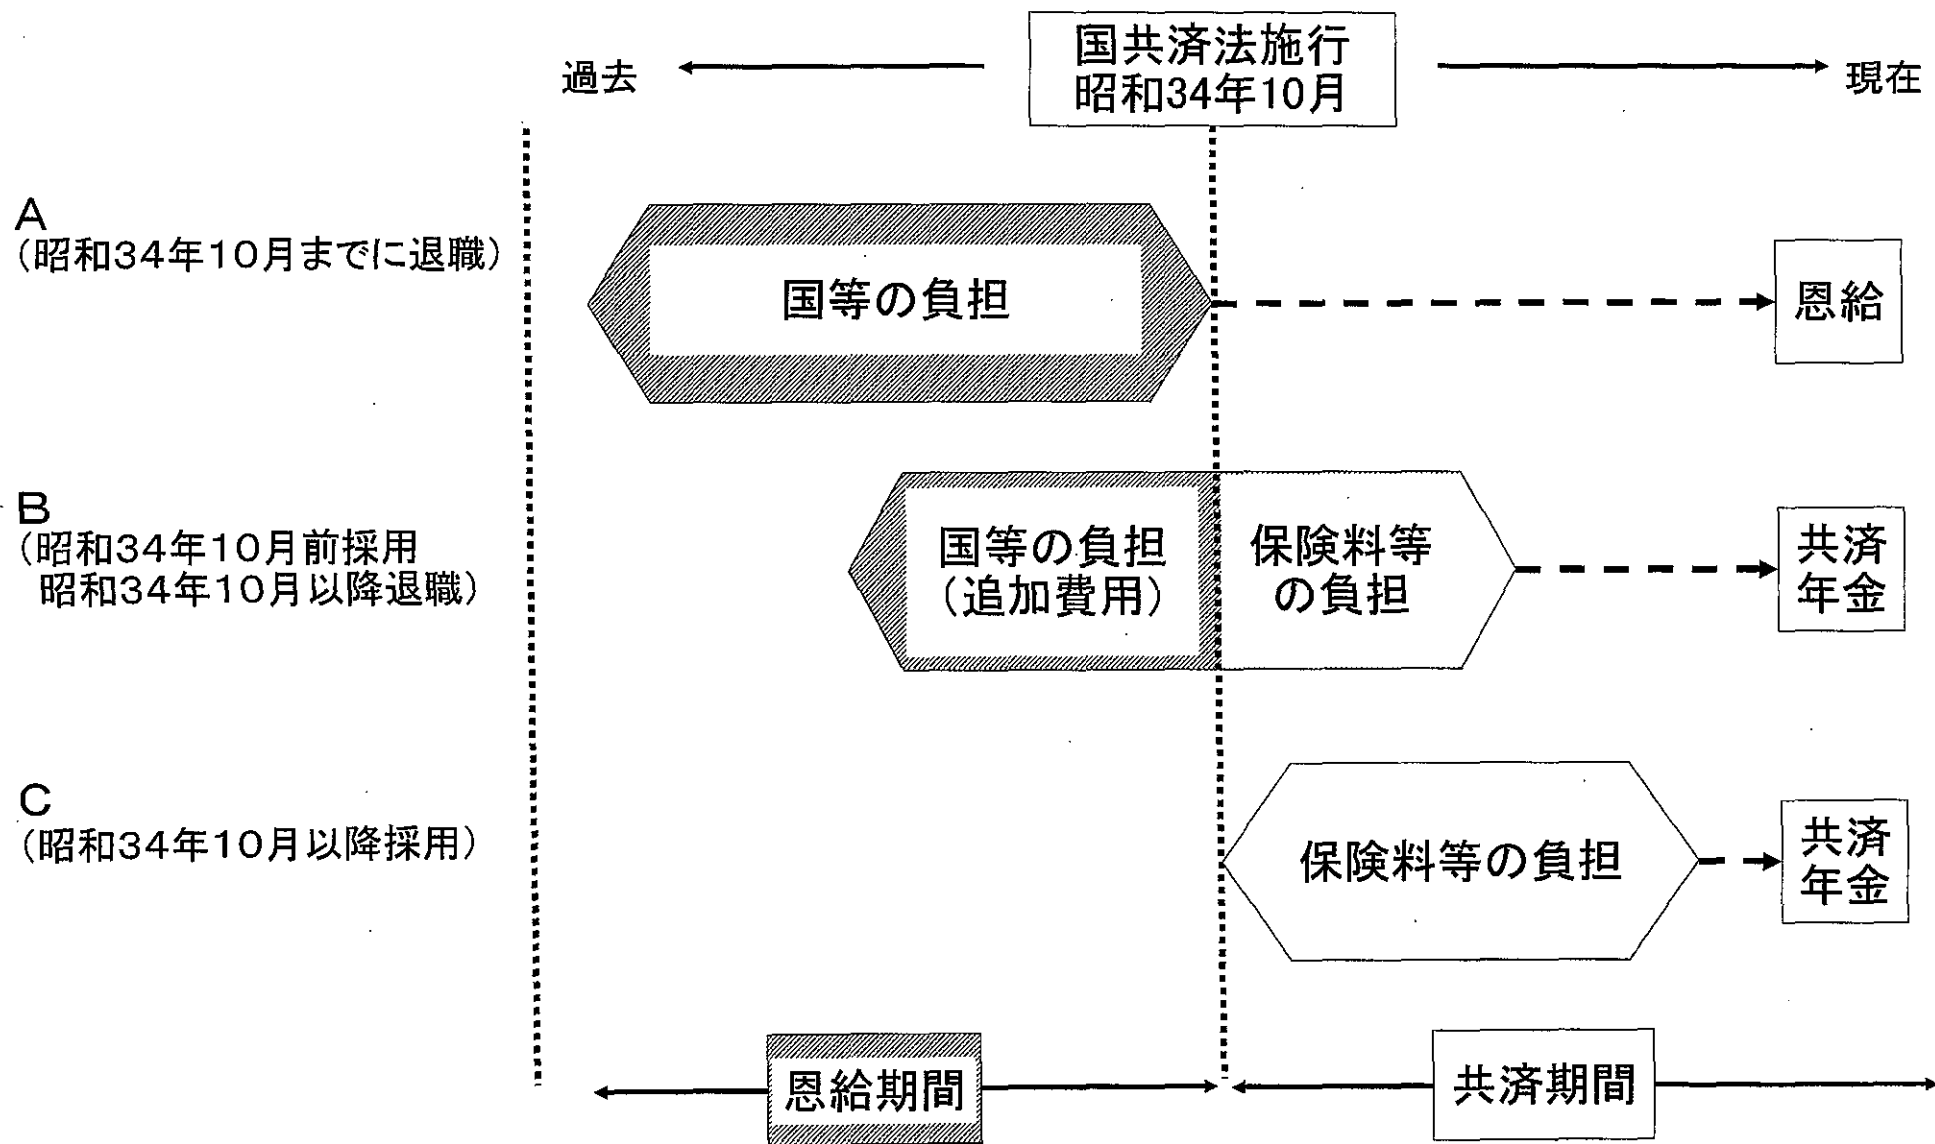 過去
国共済法施行
昭和34年10月
現在
A
（昭和34年10月までに退職）
国等の負担
恩給
B
（昭和34年10月前採用
昭和34年10月以降退職）
国等の負担
（追加費用）
保険料等
の負担
共済
年金
C
（昭和34年10月以降採用）
保険料等の負担
共済
年金
恩給期間
共済期間